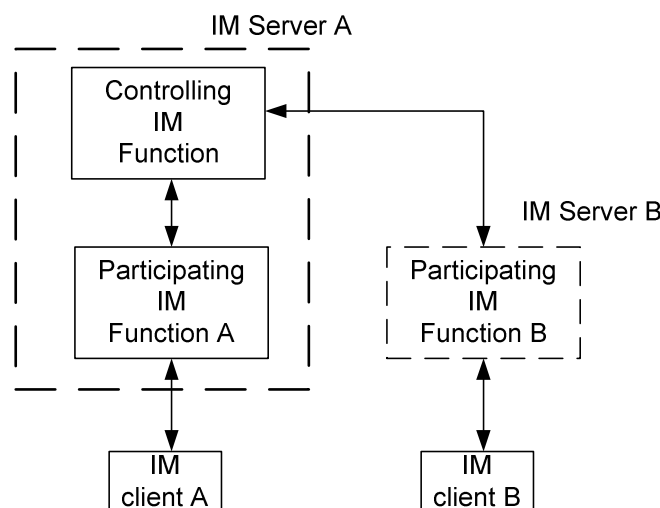 IM Server A
Controlling
IM
Function
IM Server B
Participating
IM
Function A
Participating
IM
Function B
IM
client A
IM
client B